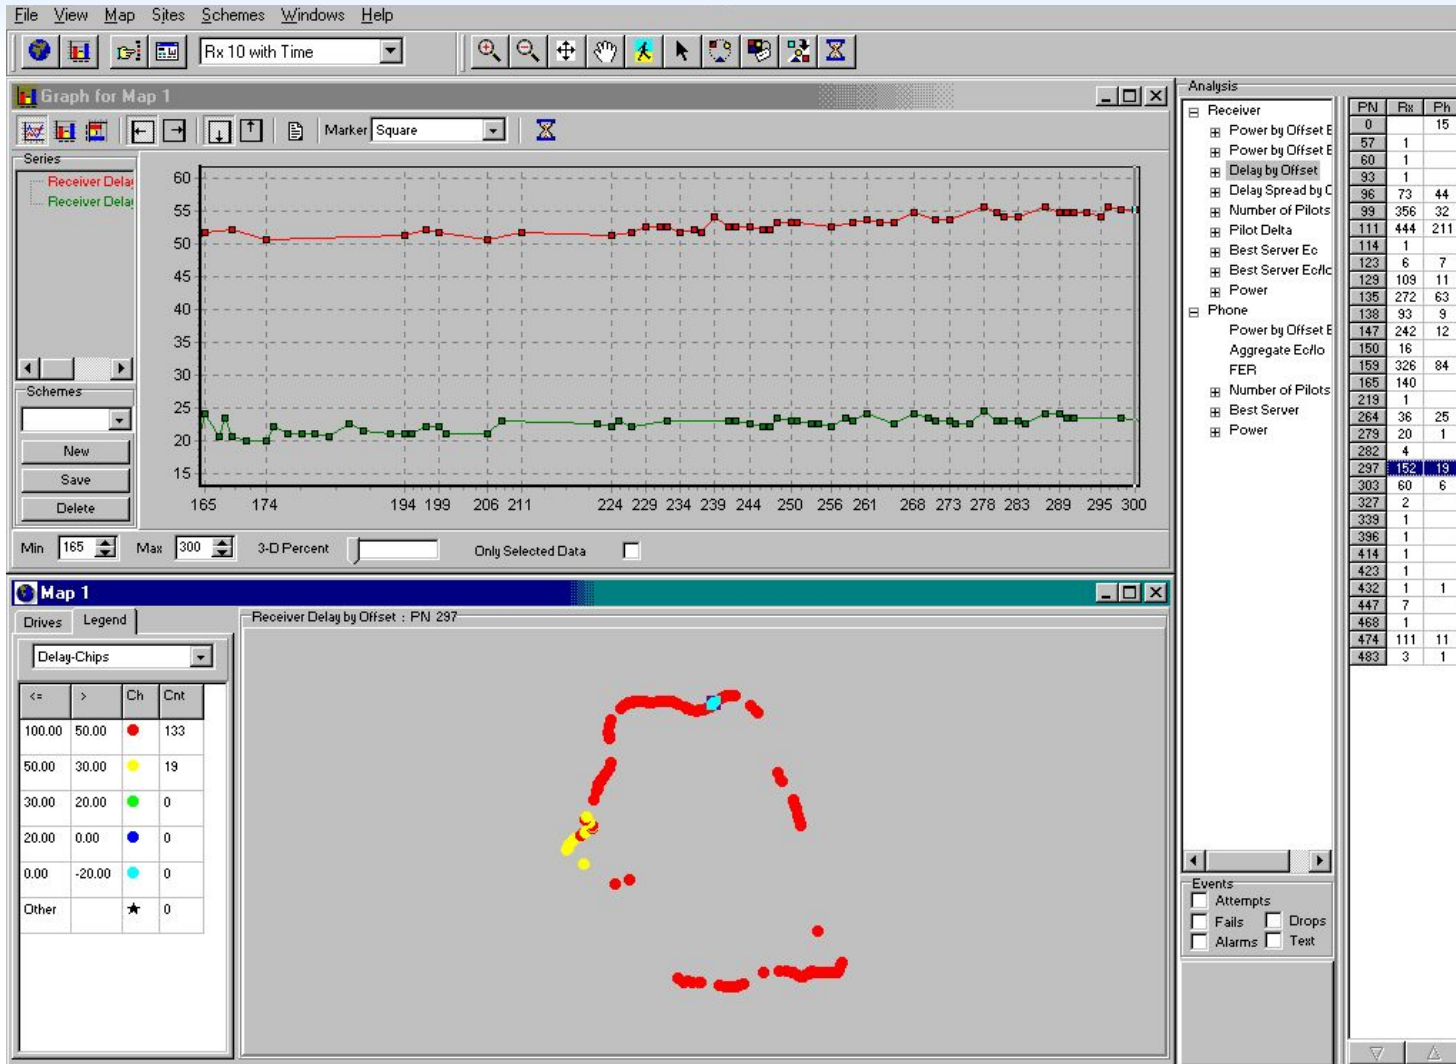 File View Map Sites Schemes Windows Help
Rx 10 with Time
Graph for Map 1
Marker Square
Series
Receiver Delay
Receiver Delay
Schemes
New
Save
Delete
60
55
50
45
40
35
30
25
20
15
165 174 194 199 206 211 224 229 234 239 244 250 256 261 268 273 278 283 289 295 300
Min 165 Max 300 3-D Percent Only Selected Data
Map 1
Drives Legend
Delay-Chips
<= > Ch Cnt
100.00 50.00 133
50.00 30.00 19
30.00 20.00 0
20.00 0.00 0
0.00 -20.00 0
Other 0
Receiver Delay by Offset : PN 297
Analysis
Receiver
Power by Offset E
Power by Offset E
Delay by Offset
Delay Spread by O
Number of Pilots
Pilot Delta
Best Server Ec
Best Server Ec/Io
Power
Phone
Power by Offset E
Aggregate Ec/Io
FER
Number of Pilots
Best Server
Power
Events
Attempts
Fails Drops
Alarms Text
PN Rx Ph
0 15
57 1
60 1
93 1
96 73 44
99 356 32
111 444 211
114 1
123 6 7
129 109 11
135 272 63
138 93 9
147 242 12
150 16
159 326 84
165 140
219 1
264 36 25
279 20 1
282 4
297 152 19
303 60 6
327 2
339 1
396 1
414 1
423 1
432 1 1
447 7
468 1
474 111 11
483 3 1